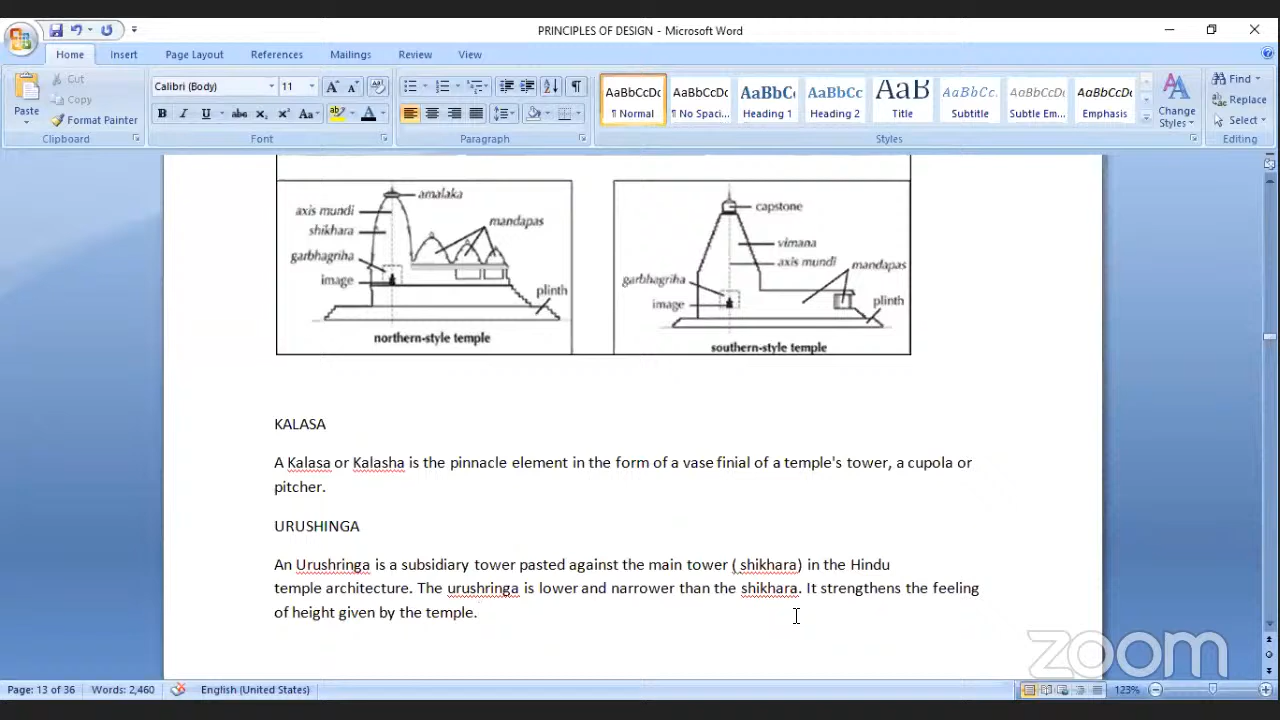 PRINCIPLES OF DESIGN - Microsoft Word
Home Insert Page Layout References Mailings Review View
Paste
Cut
Copy
Format Painter
Clipboard
Calibri (Body) 11
Font
Paragraph
AaBbCcDc AaBbCcDc AaBbC AaBbCc AaB AaBbCc. AaBbCcDc AaBbCcDc
¶ Normal ¶ No Spaci... Heading 1 Heading 2 Title Subtitle Subtle Em... Emphasis
Styles
Change
Styles
Find
Replace
Select
Editing
amalaka
axis mundi
shikhara
mandapas
garbhagriha
image
plinth
northern-style temple
capstone
vimana
axis mundi
mandapas
garbhagriha
image
plinth
southern-style temple
KALASA
A Kalasa or Kalasha is the pinnacle element in the form of a vase finial of a temple's tower, a cupola or
pitcher.
URUSHINGA
An Urushringa is a subsidiary tower pasted against the main tower ( shikhara) in the Hindu
temple architecture. The urushringa is lower and narrower than the shikhara. It strengthens the feeling
of height given by the temple.
zoom
Page: 13 of 36 Words: 2,460 English (United States) 123%